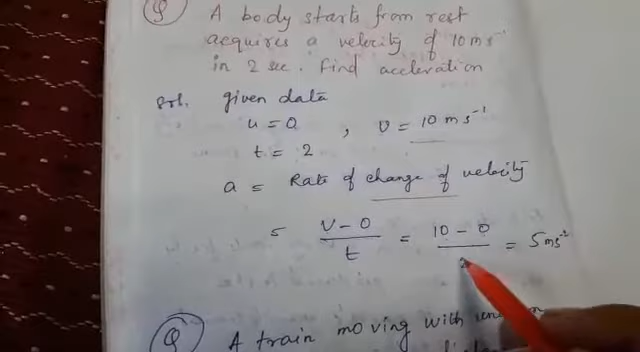 Q A body starts from rest
acquires a velocity of 10 ms⁻¹
in 2 sec. Find acceleration
Sol. given data
u = 0 , v = 10 m s⁻¹
t = 2
a = Rate of change of velocity
= V - 0 / t = 10 - 0 / = 5 ms⁻²
Q A train moving with